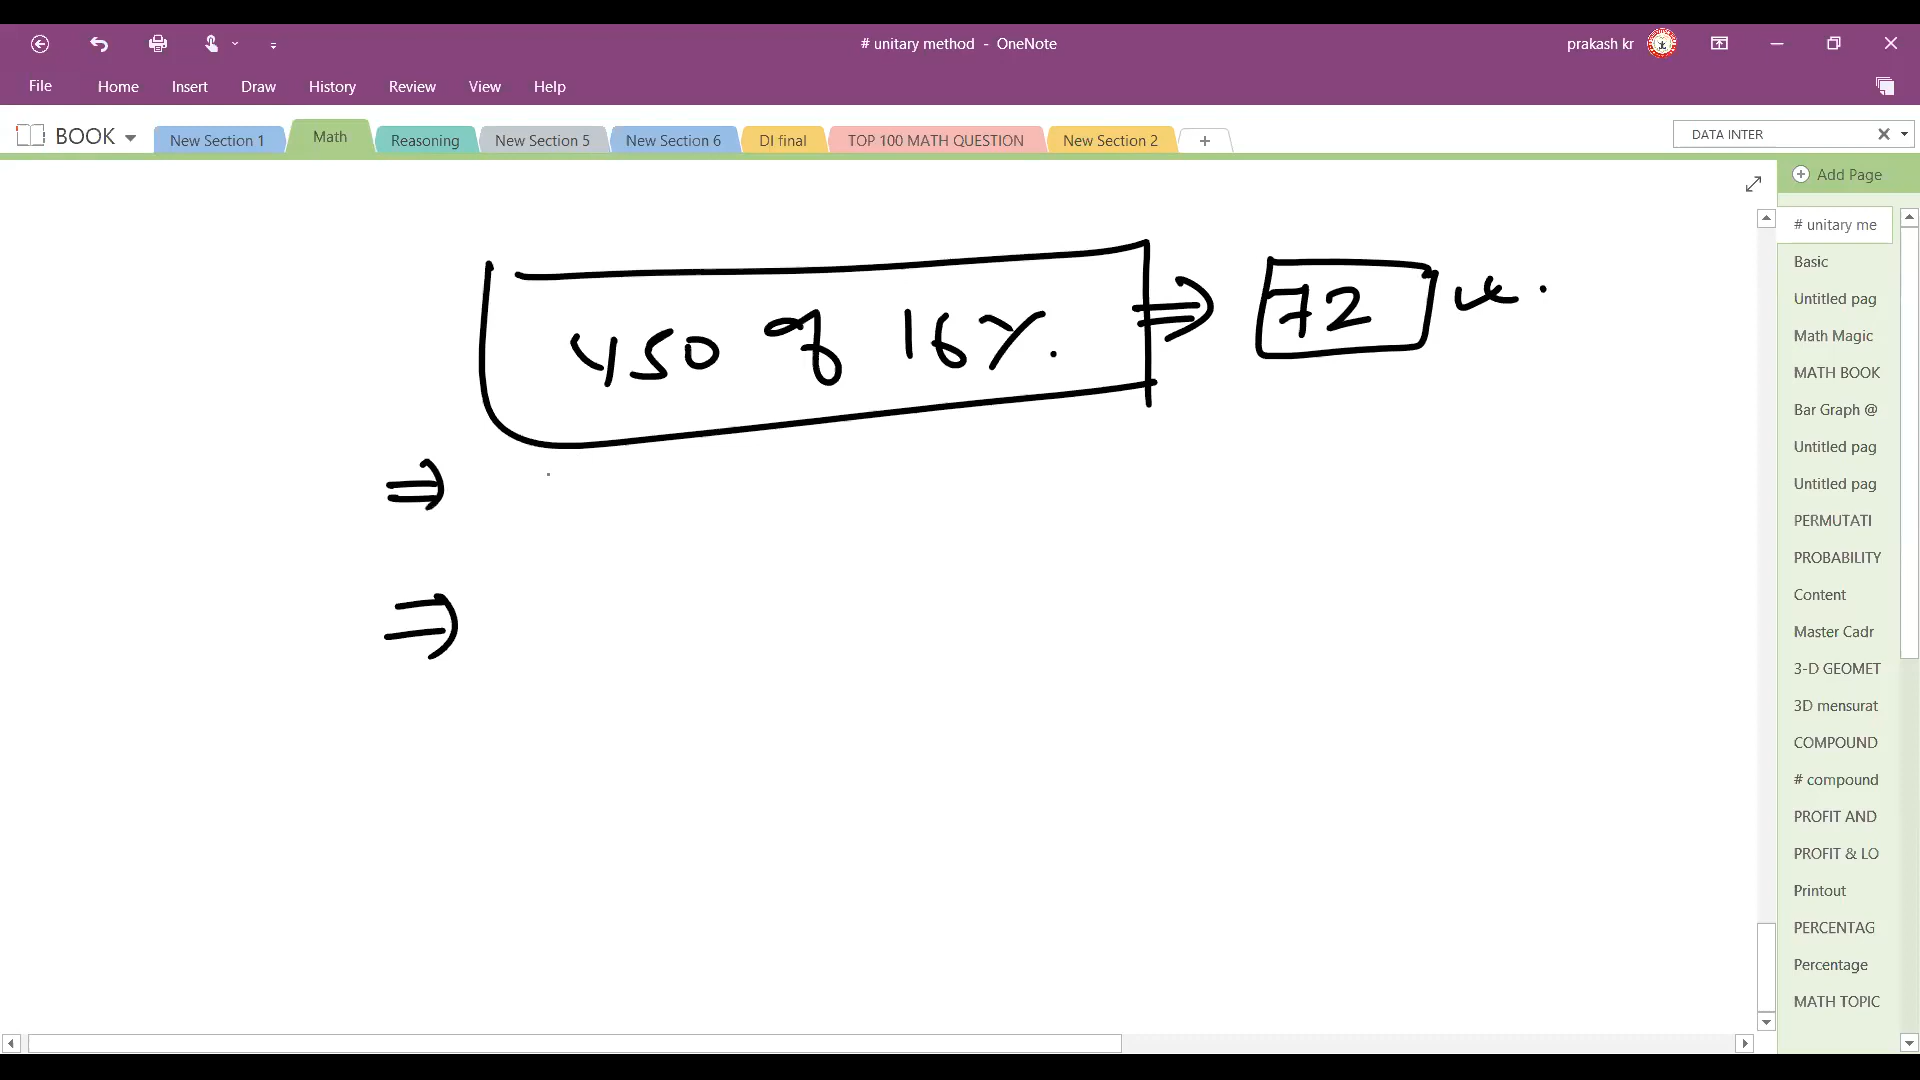 # unitary method - OneNote
prakash kr
File Home Insert Draw History Review View Help
BOOK
New Section 1
Math
Reasoning
New Section 5
New Section 6
DI final
TOP 100 MATH QUESTION
New Section 2
+
DATA INTER
Add Page
450 of 16%. ⇒ 72
⇒
⇒
# unitary me
Basic
Untitled pag
Math Magic
MATH BOOK
Bar Graph @
Untitled pag
Untitled pag
PERMUTATI
PROBABILITY
Content
Master Cadr
3-D GEOMET
3D mensurat
COMPOUND
# compound
PROFIT AND
PROFIT & LO
Printout
PERCENTAG
Percentage
MATH TOPIC